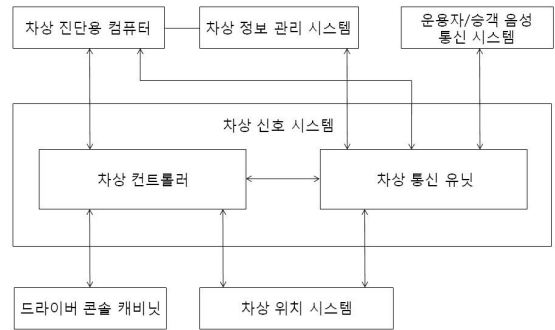 차상 진단용 컴퓨터
차상 정보 관리 시스템
운용자/승객 음성
통신 시스템
차상 신호 시스템
차상 컨트롤러
차상 통신 유닛
드라이버 콘솔 캐비닛
차상 위치 시스템